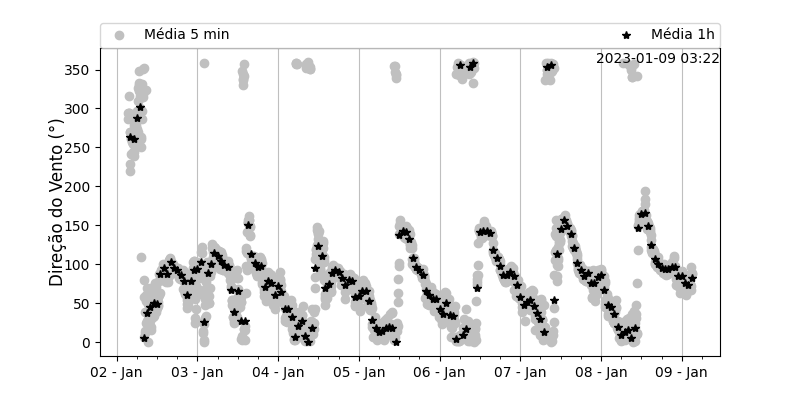 Média 5 min
Média 1h
2023-01-09 03:22
Direção do Vento (°)
350
300
250
200
150
100
50
0
02 - Jan
03 - Jan
04 - Jan
05 - Jan
06 - Jan
07 - Jan
08 - Jan
09 - Jan